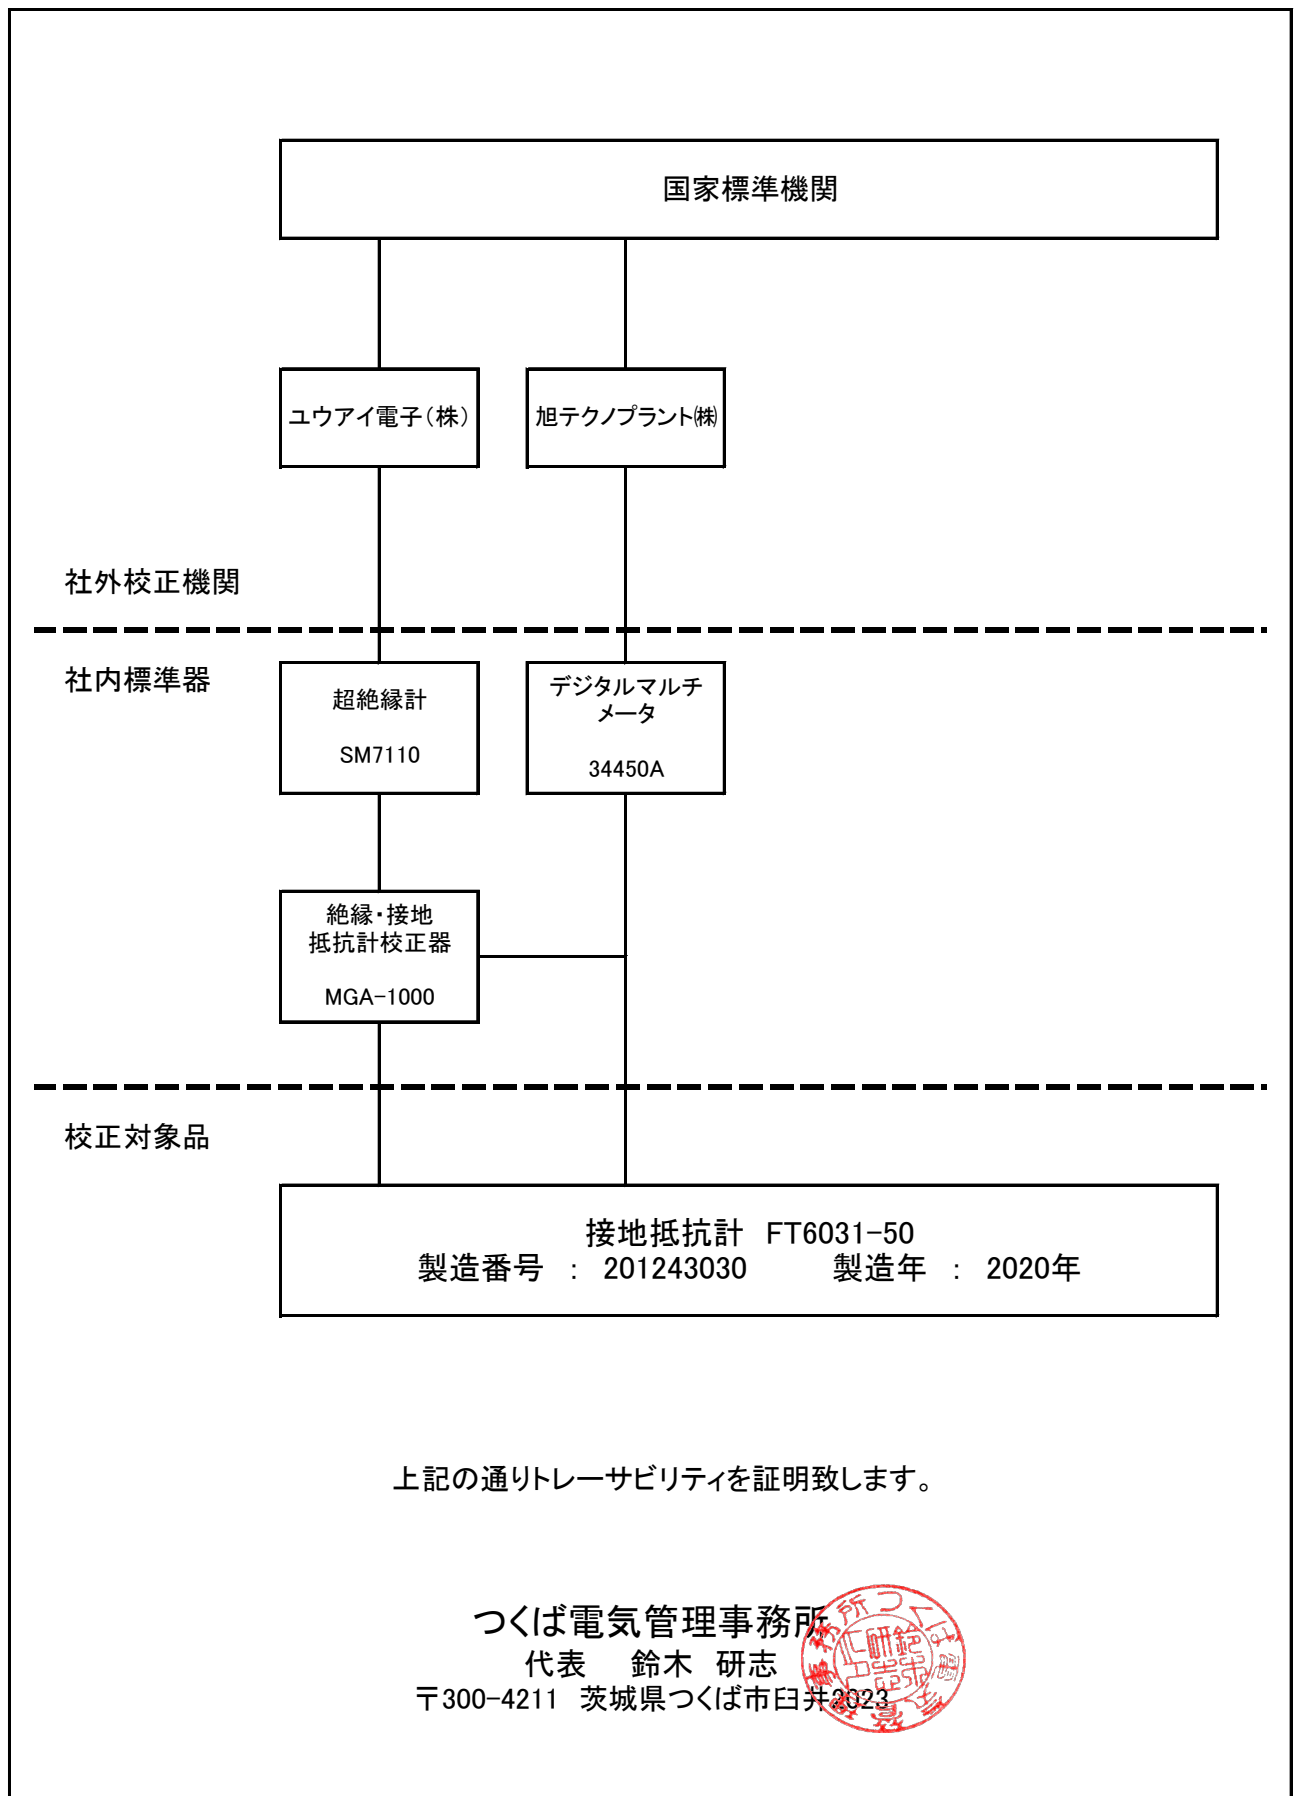 国家標準機関
ユウアイ電子（株）
旭テクノプラント㈱
社外校正機関
社内標準器
超絶縁計
SM7110
デジタルマルチ
メータ
34450A
絶縁・接地
抵抗計校正器
MGA-1000
校正対象品
接地抵抗計　FT6031-50
製造番号　：　201243030　　製造年　：　2020年
上記の通りトレーサビリティを証明致します。
つくば電気管理事務所
代表　鈴木　研志
〒300-4211　茨城県つくば市臼井2023